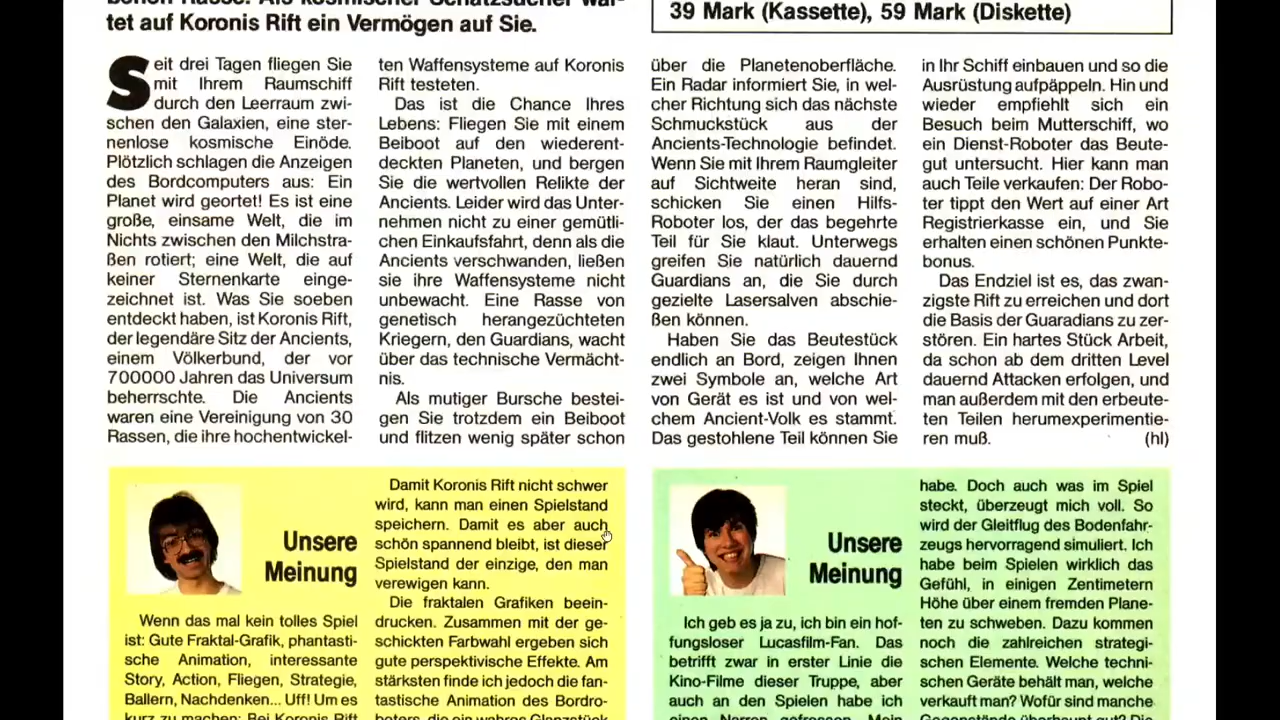 tet auf Koronis Rift ein Vermögen auf Sie.
39 Mark (Kassette), 59 Mark (Diskette)
Seit drei Tagen fliegen Sie
mit Ihrem Raumschiff
durch den Leerraum zwi-
schen den Galaxien, eine ster-
nenlose kosmische Einöde.
Plötzlich schlagen die Anzeigen
des Bordcomputers aus: Ein
Planet wird geortet! Es ist eine
große, einsame Welt, die im
Nichts zwischen den Milchstra-
ßen rotiert; eine Welt, die auf
keiner Sternenkarte einge-
zeichnet ist. Was Sie soeben
entdeckt haben, ist Koronis Rift,
der legendäre Sitz der Ancients,
einem Völkerbund, der vor
700000 Jahren das Universum
beherrschte. Die Ancients
waren eine Vereinigung von 30
Rassen, die ihre hochentwickel-
ten Waffensysteme auf Koronis
Rift testeten.
Das ist die Chance Ihres
Lebens: Fliegen Sie mit einem
Beiboot auf den wiederent-
deckten Planeten, und bergen
Sie die wertvollen Relikte der
Ancients. Leider wird das Unter-
nehmen nicht zu einer gemütli-
chen Einkaufsfahrt, denn als die
Ancients verschwanden, ließen
sie ihre Waffensysteme nicht
unbewacht. Eine Rasse von
genetisch herangezüchteten
Kriegern, den Guardians, wacht
über das technische Vermächt-
nis.
Als mutiger Bursche bestei-
gen Sie trotzdem ein Beiboot
und flitzen wenig später schon
über die Planetenoberfläche.
Ein Radar informiert Sie, in wel-
cher Richtung sich das nächste
Schmuckstück aus der
Ancients-Technologie befindet.
Wenn Sie mit Ihrem Raumgleiter
auf Sichtweite heran sind,
schicken Sie einen Hilfs-
Roboter los, der das begehrte
Teil für Sie klaut. Unterwegs
greifen Sie natürlich dauernd
Guardians an, die Sie durch
gezielte Lasersalven abschie-
ßen können.
Haben Sie das Beutestück
endlich an Bord, zeigen Ihnen
zwei Symbole an, welche Art
von Gerät es ist und von wel-
chem Ancient-Volk es stammt.
Das gestohlene Teil können Sie
in Ihr Schiff einbauen und so die
Ausrüstung aufpäppeln. Hin und
wieder empfiehlt sich ein
Besuch beim Mutterschiff, wo
ein Dienst-Roboter das Beute-
gut untersucht. Hier kann man
auch Teile verkaufen: Der Robo-
ter tippt den Wert auf einer Art
Registrierkasse ein, und Sie
erhalten einen schönen Punkte-
bonus.
Das Endziel ist es, das zwan-
zigste Rift zu erreichen und dort
die Basis der Guaradians zu zer-
stören. Ein hartes Stück Arbeit,
da schon ab dem dritten Level
dauernd Attacken erfolgen, und
man außerdem mit den erbeute-
ten Teilen herumexperimentie-
ren muß. (hl)
Unsere
Meinung
Wenn das mal kein tolles Spiel
ist: Gute Fraktal-Grafik, phantasti-
sche Animation, interessante
Story, Action, Fliegen, Strategie,
Ballern, Nachdenken... Uff! Um es
kurz zu machen: Bei Koronis Rift
Damit Koronis Rift nicht schwer
wird, kann man einen Spielstand
speichern. Damit es aber auch
schön spannend bleibt, ist dieser
Spielstand der einzige, den man
verewigen kann.
Die fraktalen Grafiken beein-
drucken. Zusammen mit der ge-
schickten Farbwahl ergeben sich
gute perspektivische Effekte. Am
stärksten finde ich jedoch die fan-
tastische Animation des Bordro-
boters, die ein wahres Glanzstück
Unsere
Meinung
Ich geb es ja zu, ich bin ein hof-
fungsloser Lucasfilm-Fan. Das
betrifft zwar in erster Linie die
Kino-Filme dieser Truppe, aber
auch an den Spielen habe ich
einen Narren gefressen. Mein
habe. Doch auch was im Spiel
steckt, überzeugt mich voll. So
wird der Gleitflug des Bodenfahr-
zeugs hervorragend simuliert. Ich
habe beim Spielen wirklich das
Gefühl, in einigen Zentimetern
Höhe über einem fremden Plane-
ten zu schweben. Dazu kommen
noch die zahlreichen strategi-
schen Elemente. Welche techni-
schen Geräte behält man, welche
verkauft man? Wofür sind manche
Gegenstände überhaupt gut? Die